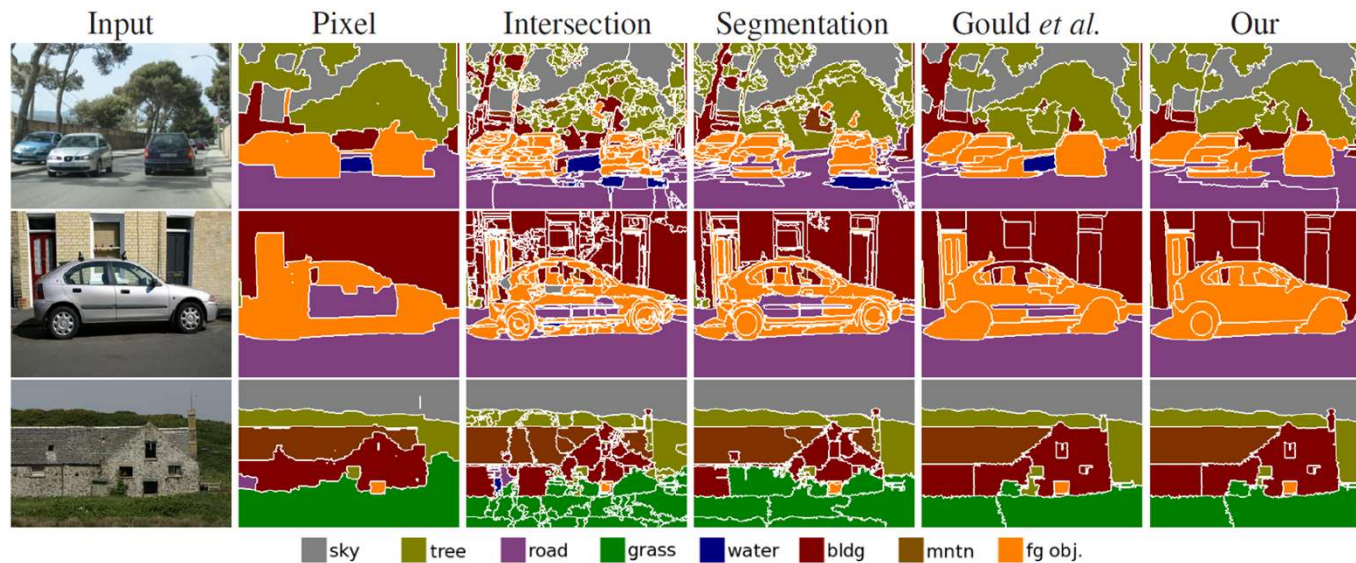 Input Pixel Intersection Segmentation Gould et al. Our
sky tree road grass water bldg mntn fg obj.